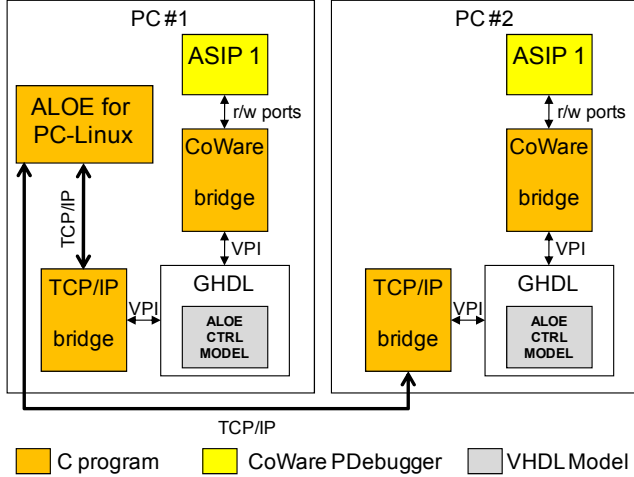 PC #1
PC #2
ASIP 1
ASIP 1
r/w ports
r/w ports
ALOE for
PC-Linux
CoWare
bridge
CoWare
bridge
TCP/IP
VPI
VPI
TCP/IP
bridge
VPI
GHDL
ALOE
CTRL
MODEL
TCP/IP
bridge
VPI
GHDL
ALOE
CTRL
MODEL
TCP/IP
C program
CoWare PDebugger
VHDL Model